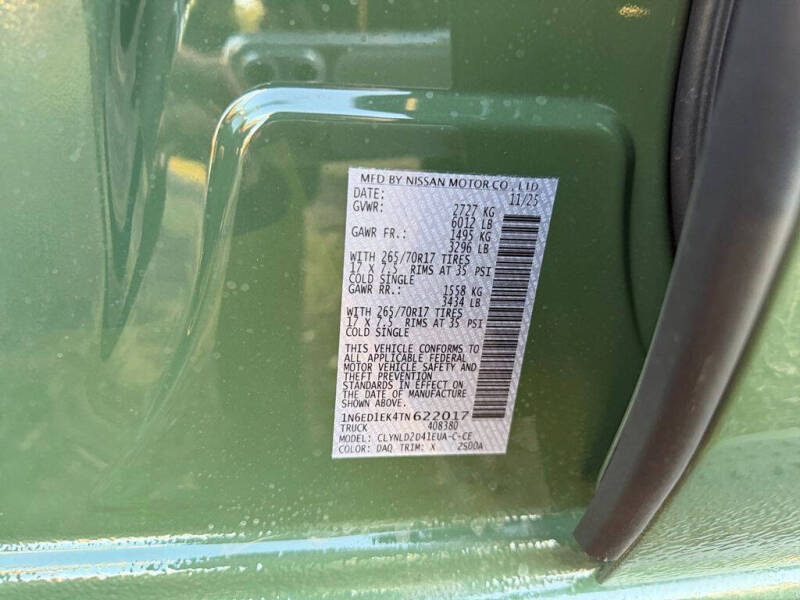 MFD BY NISSAN MOTOR CO., LTD
DATE: 11/25
GVWR: 2727 KG
6012 LB
GAWR FR.: 1495 KG
3296 LB
WITH 265/70R17 TIRES
17 X 7.5 RIMS AT 35 PSI
COLD SINGLE
GAWR RR.: 1558 KG
3434 LB
WITH 265/70R17 TIRES
17 X 7.5 RIMS AT 35 PSI
COLD SINGLE
THIS VEHICLE CONFORMS TO
ALL APPLICABLE FEDERAL
MOTOR VEHICLE SAFETY AND
THEFT PREVENTION
STANDARDS IN EFFECT ON
THE DATE OF MANUFACTURE
SHOWN ABOVE.
1N6ED1EK4TN622017
TRUCK 408380
MODEL: CLYNLD2D41EUA-C-CE
COLOR: DAQ TRIM: X 2SD0A